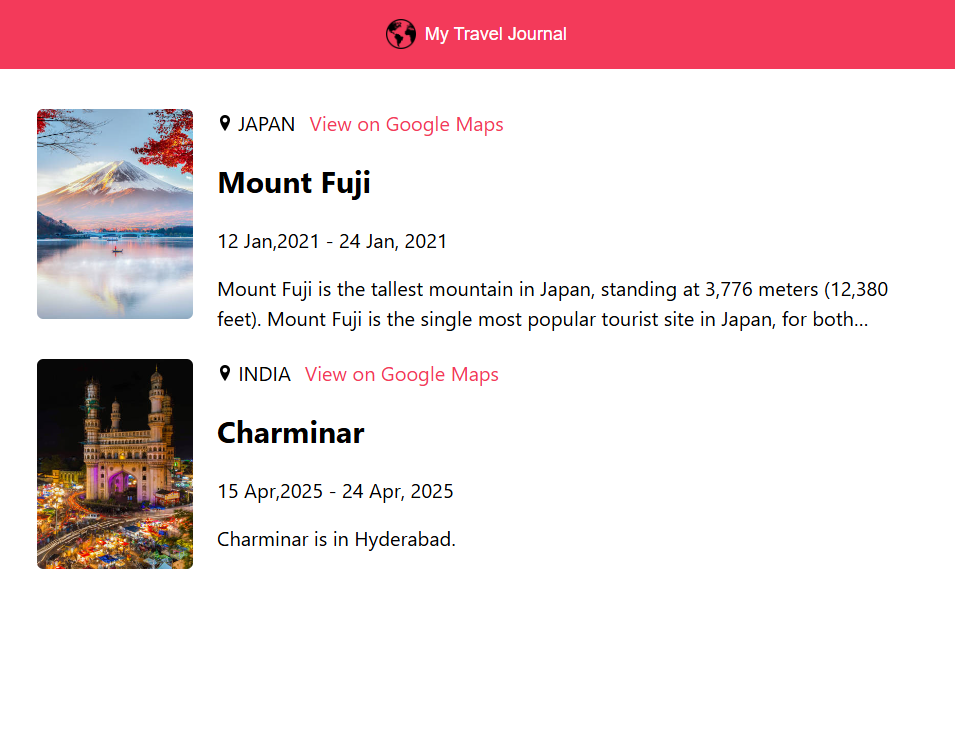 My Travel Journal
JAPAN View on Google Maps
Mount Fuji
12 Jan,2021 - 24 Jan, 2021
Mount Fuji is the tallest mountain in Japan, standing at 3,776 meters (12,380
feet). Mount Fuji is the single most popular tourist site in Japan, for both...
INDIA View on Google Maps
Charminar
15 Apr,2025 - 24 Apr, 2025
Charminar is in Hyderabad.